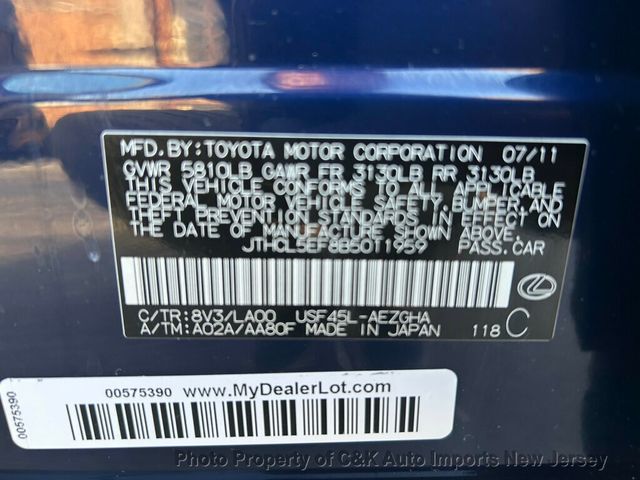 MFD.BY:TOYOTA MOTOR CORPORATION 07/11
GVWR 5810LB GAWR FR 3130LB RR 3130LB
THIS VEHICLE CONFORMS TO ALL APPLICABLE
FEDERAL MOTOR VEHICLE SAFETY, BUMPER, AND
THEFT PREVENTION STANDARDS IN EFFECT ON
THE DATE OF MANUFACTURE SHOWN ABOVE.
JTHCL5EF8B5011959 PASS.CAR
C/TR:8V3/LA00 USF45L-AEZGHA
A/TM:A02A/AA80F MADE IN JAPAN 118 C
00575390 www.MyDealerLot.com
00575390
Photo Property of C&K Auto Imports New Jersey